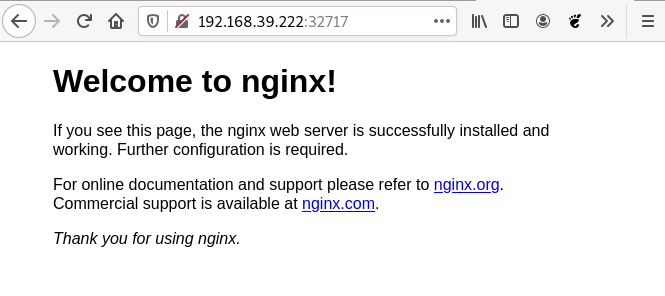 192.168.39.222:32717
Welcome to nginx!
If you see this page, the nginx web server is successfully installed and
working. Further configuration is required.
For online documentation and support please refer to nginx.org.
Commercial support is available at nginx.com.
Thank you for using nginx.